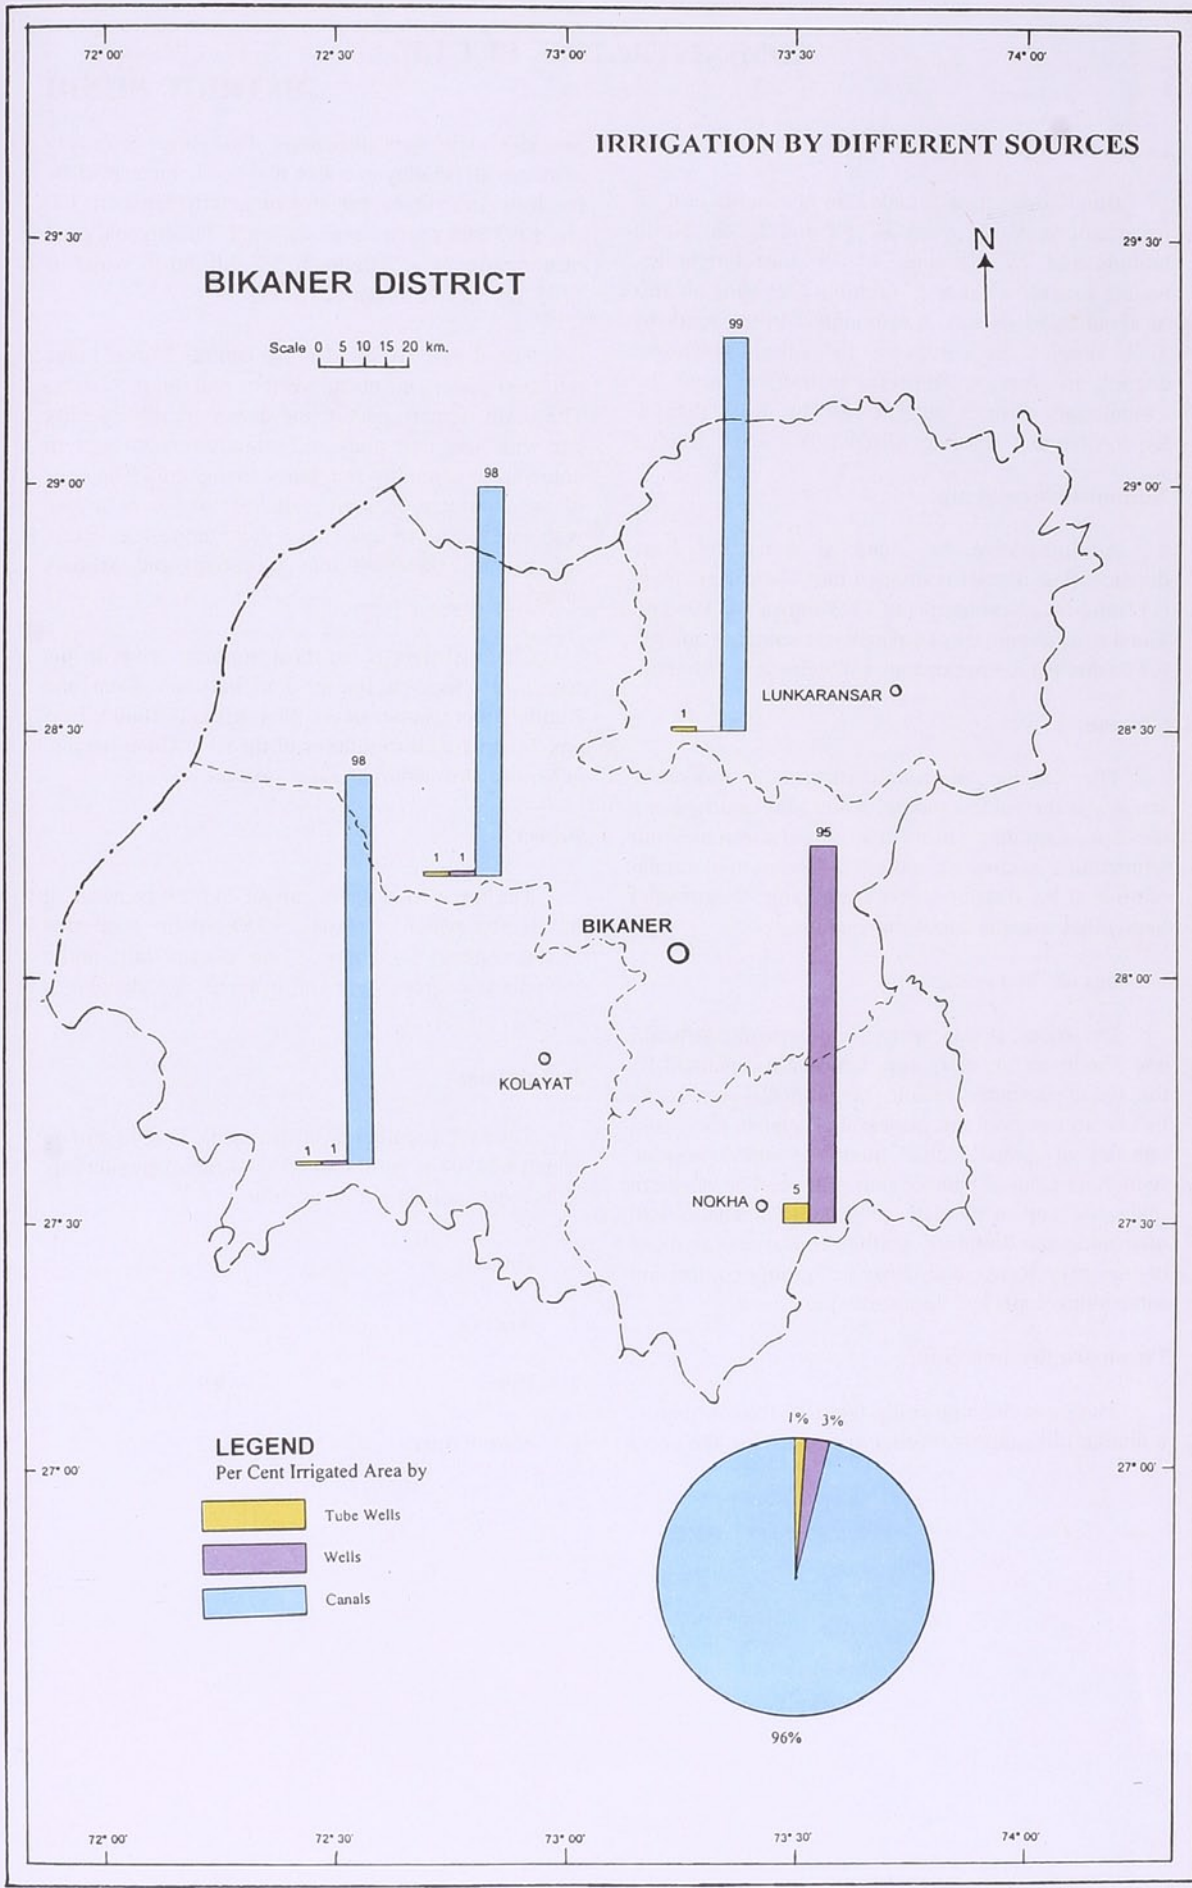 72° 00'
72° 30'
73° 00'
73° 30'
74° 00'
IRRIGATION BY DIFFERENT SOURCES
29° 30'
29° 30'
N
BIKANER DISTRICT
Scale 0 5 10 15 20 km.
99
98
29° 00'
29° 00'
LUNKARANSAR
1
28° 30'
28° 30'
98
95
1 1
BIKANER
28° 00'
KOLAYAT
1 1
NOKHA
5
27° 30'
27° 30'
1% 3%
LEGEND
Per Cent Irrigated Area by
27° 00'
27° 00'
Tube Wells
Wells
Canals
96%
72° 00'
72° 30'
73° 00'
73° 30'
74° 00'